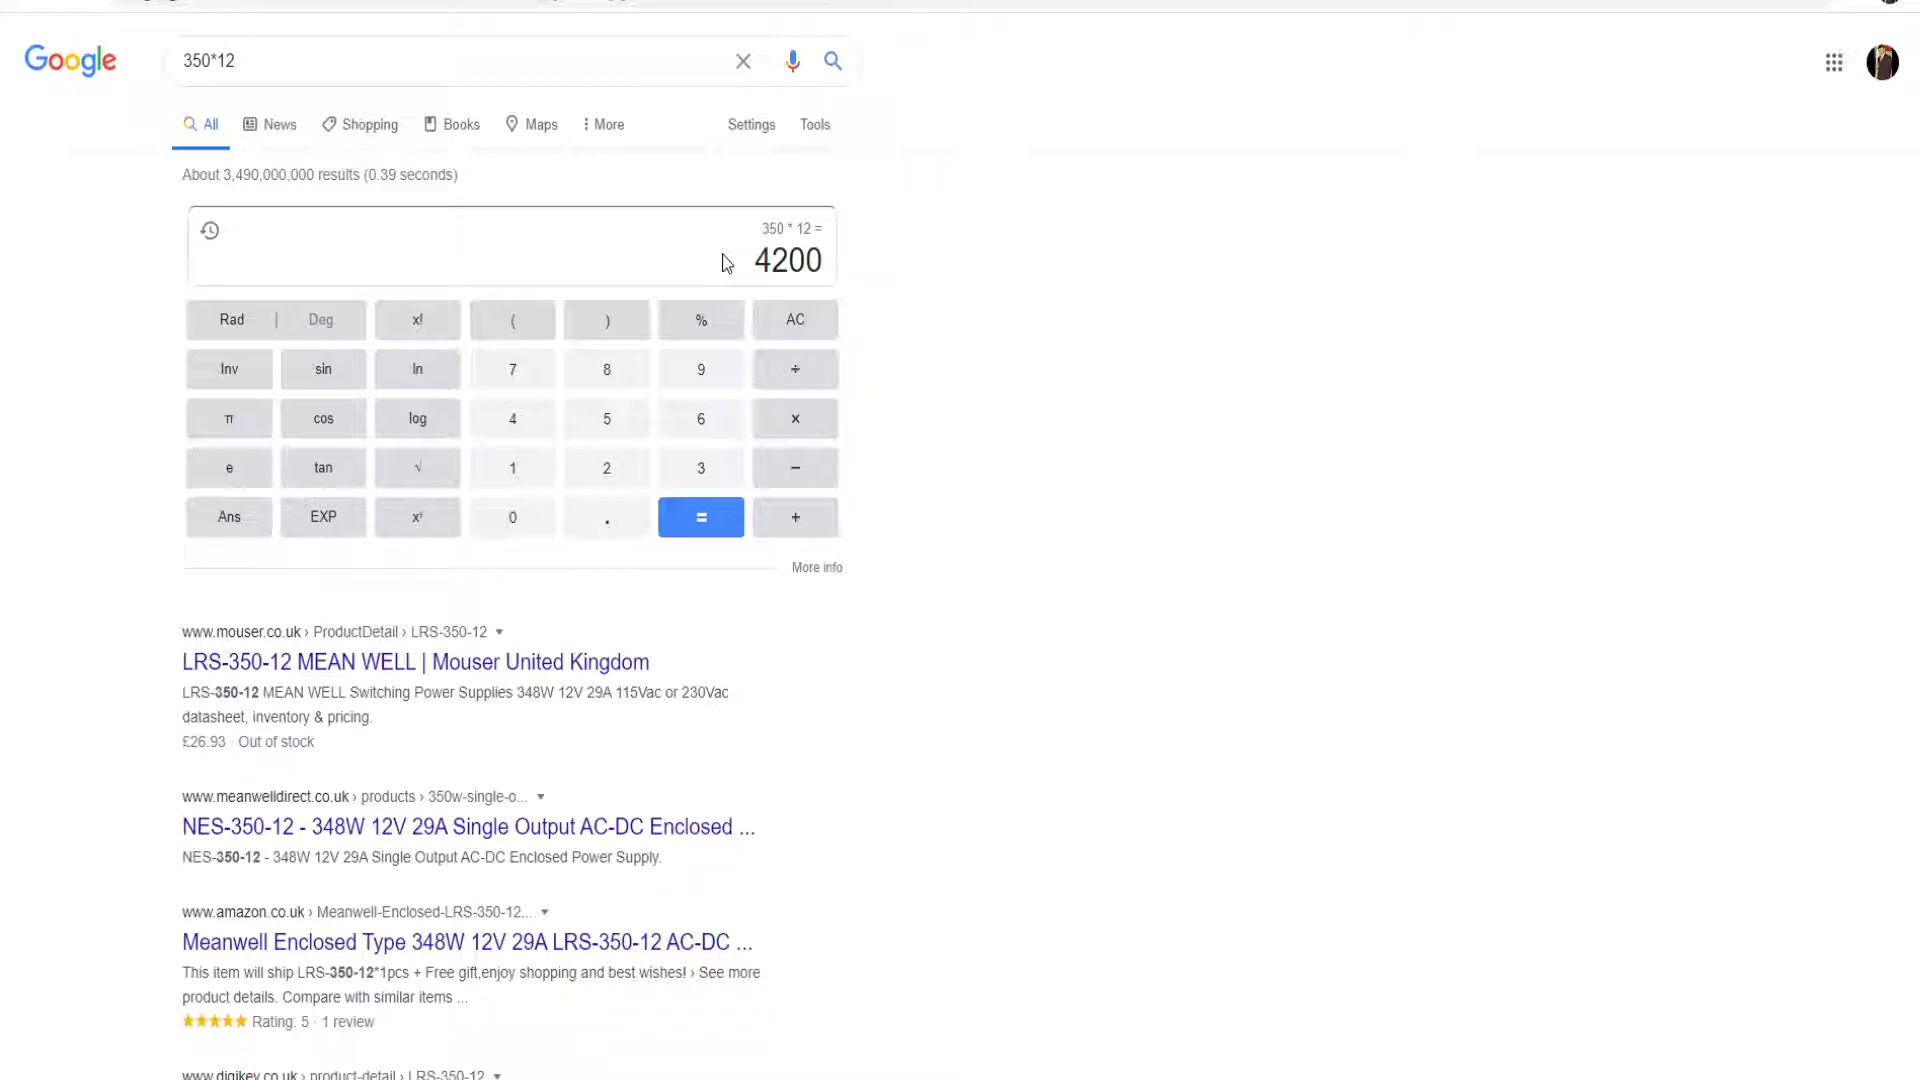 Google
350*12
All
News
Shopping
Books
Maps
More
Settings
Tools
About 3,490,000,000 results (0.39 seconds)
350 * 12 =
4200
Rad | Deg x! ( ) % AC
Inv sin ln 7 8 9 ÷
π cos log 4 5 6 ×
e tan √ 1 2 3 −
Ans EXP xʸ 0 . = +
More info
www.mouser.co.uk › ProductDetail › LRS-350-12
LRS-350-12 MEAN WELL | Mouser United Kingdom
LRS-350-12 MEAN WELL Switching Power Supplies 348W 12V 29A 115Vac or 230Vac
datasheet, inventory & pricing.
£26.93 · Out of stock
www.meanwelldirect.co.uk › products › 350w-single-o...
NES-350-12 - 348W 12V 29A Single Output AC-DC Enclosed ...
NES-350-12 - 348W 12V 29A Single Output AC-DC Enclosed Power Supply.
www.amazon.co.uk › Meanwell-Enclosed-LRS-350-12...
Meanwell Enclosed Type 348W 12V 29A LRS-350-12 AC-DC ...
This item will ship LRS-350-12*1pcs + Free gift,enjoy shopping and best wishes! › See more
product details. Compare with similar items ...
Rating: 5 · 1 review
www.digikey.co.uk › product-detail › LRS-350-12